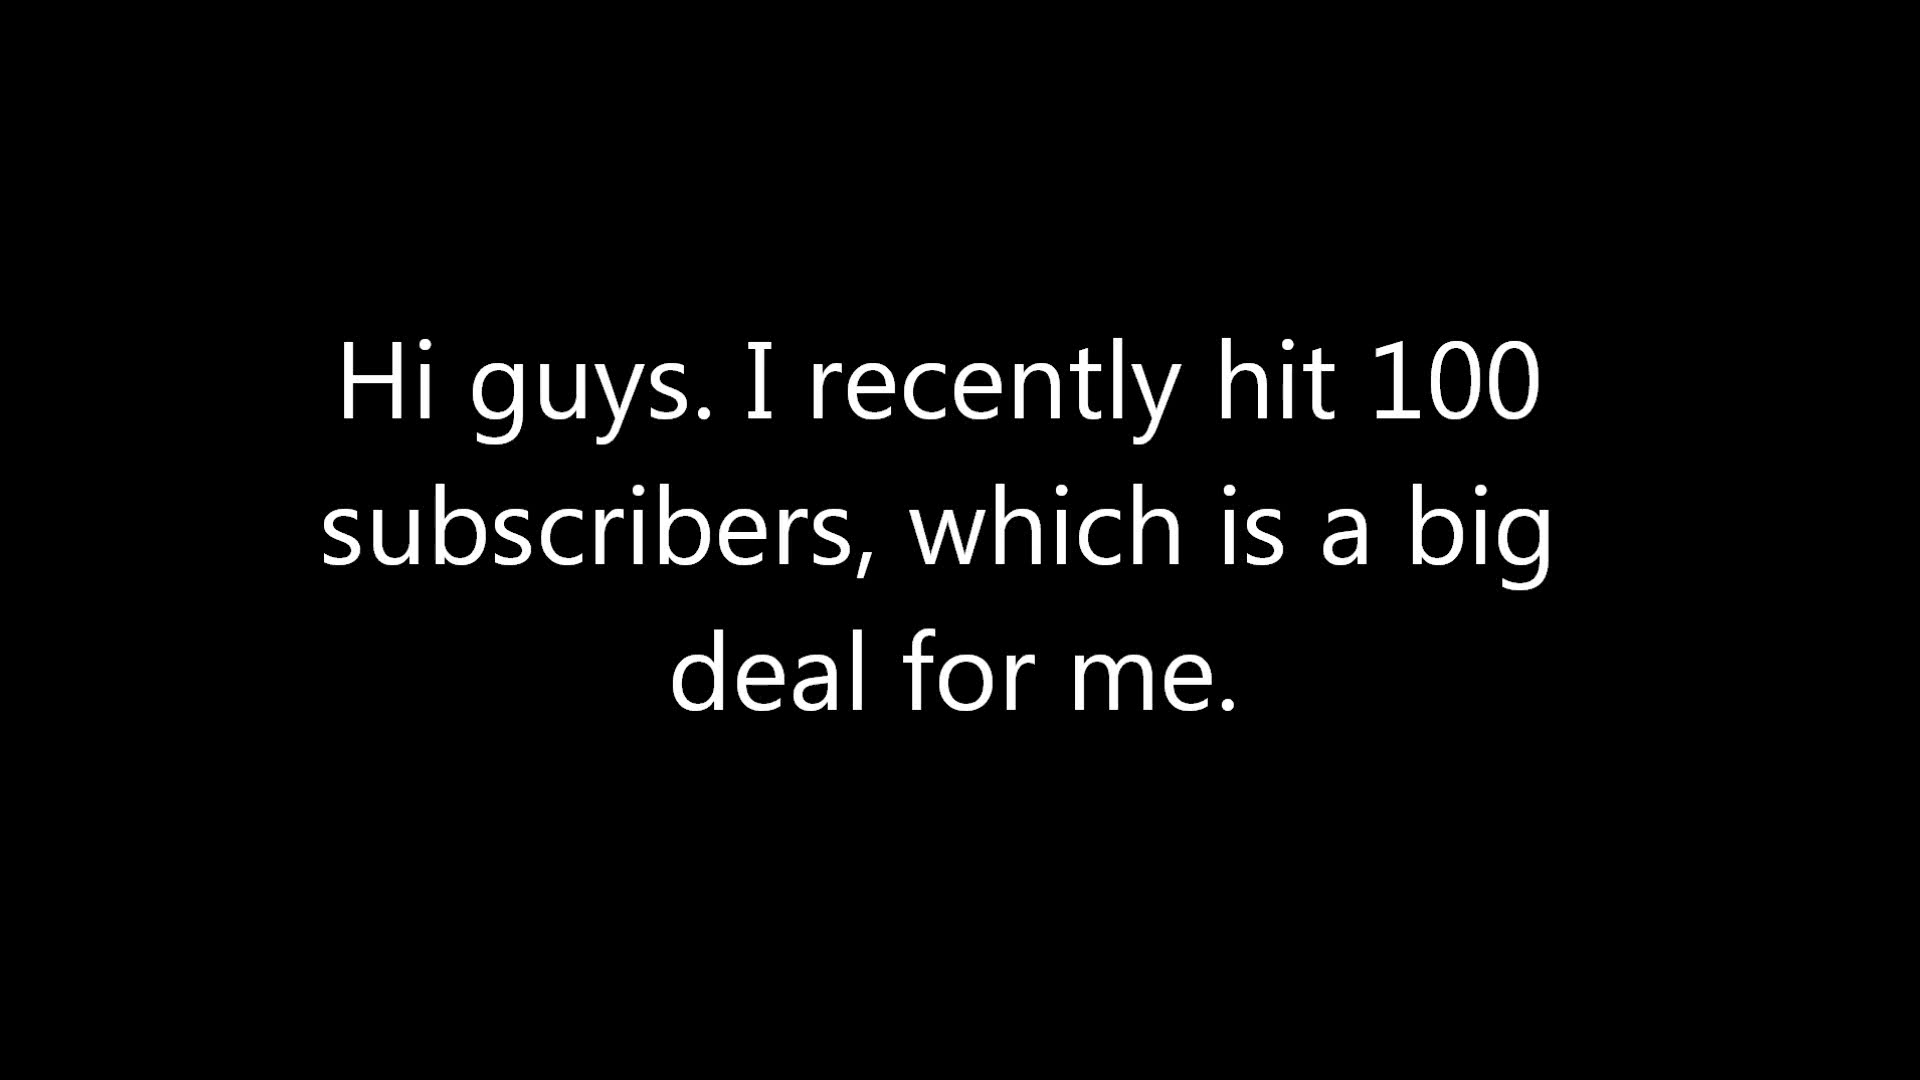 Hi guys. I recently hit 100
subscribers, which is a big
deal for me.